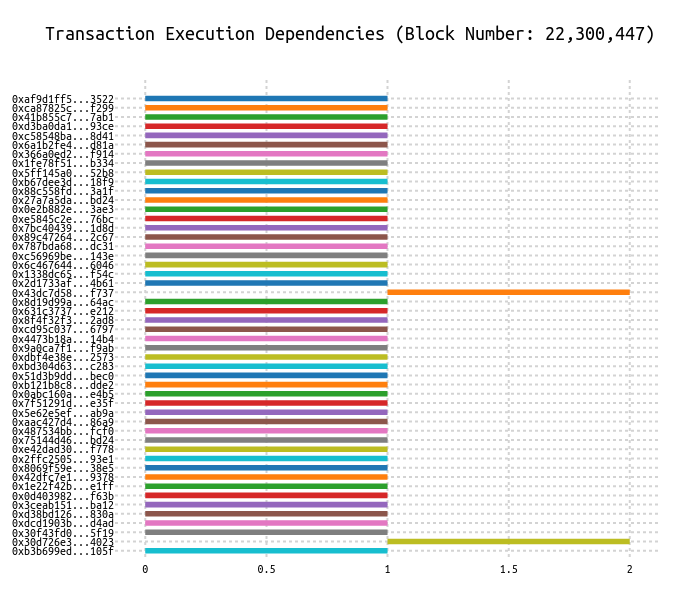 Transaction Execution Dependencies (Block Number: 22,300,447)
0xaf9d1ff5...3522
0xca87825c...f299
0x41b855c7...7ab1
0xd3ba0da1...93ce
0xc58548ba...8d41
0x6a1b2fe4...d81a
0x366a0ed2...f914
0x1fe78f51...b334
0x5ff145a0...52b8
0xb67dee3d...18f9
0x88c558fd...3a1f
0x27a7a5da...bd24
0x0e2b882e...3ae3
0xe5845c2e...76bc
0x7bc40439...1d8d
0x89c47264...2c67
0x787bda68...dc31
0xc56969be...143e
0x6c467644...6046
0x1338dc65...f54c
0x2d1733af...4b61
0x43dc7d58...f737
0x8d19d99a...64ac
0x631c3737...e212
0x8f4f32f3...2ad8
0xcd95c037...6797
0x4473b18a...14b4
0x9a0ca7f1...f9ab
0xdbf4e38e...2573
0xbd304d63...c283
0x51d3b9dd...bec0
0xb121b8c8...dde2
0x0abc160a...e4b5
0x7f51291d...e35f
0x5e62e5ef...ab9a
0xaac427d4...86a9
0x487534bb...fcf0
0x75144d46...bd24
0xe42dad30...f778
0x2ffc2505...93e1
0x8069f59e...38e5
0x42dfc7e1...9378
0x1e22f42b...e1ff
0x0d403982...f63b
0x3ceab151...ba12
0xd38bd126...830a
0xdcd1903b...d4ad
0x30f43fd0...5f19
0x30d726e3...4023
0xb3b699ed...105f
0 0.5 1 1.5 2